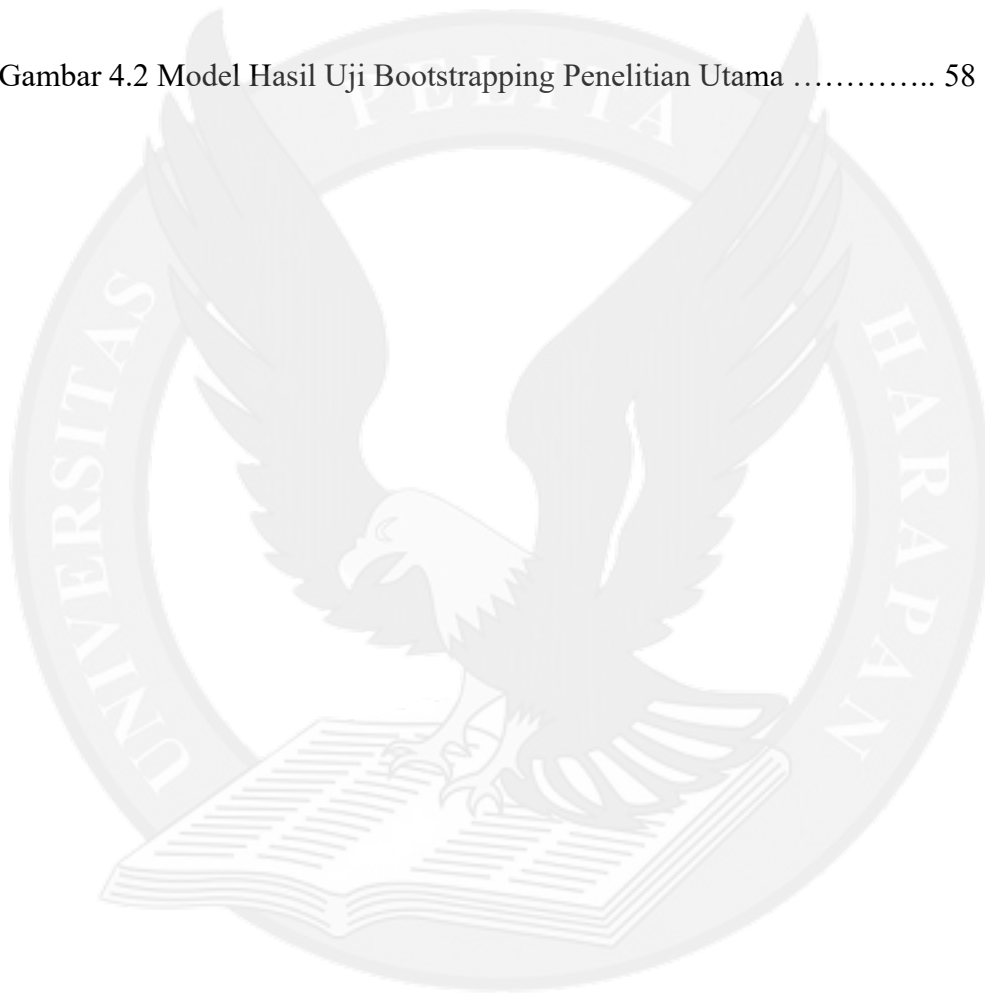 Gambar 4.2 Model Hasil Uji Bootstrapping Penelitian Utama ………….. 58
UNIVERSITAS PELITA HARAPAN